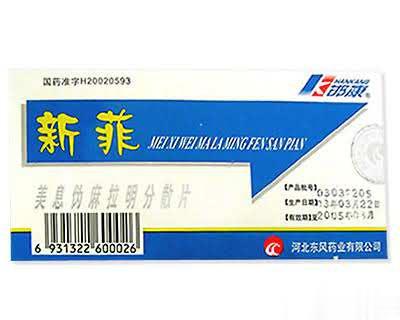 国药准字H20020593
HANKANG
邯康®
新菲
MEI XI WEI MA LA MING FEN SAN PIAN
美息伪麻拉明分散片
【产品批号】
【生产日期】
【有效期至】
6 931322 600026
河北东风药业有限公司